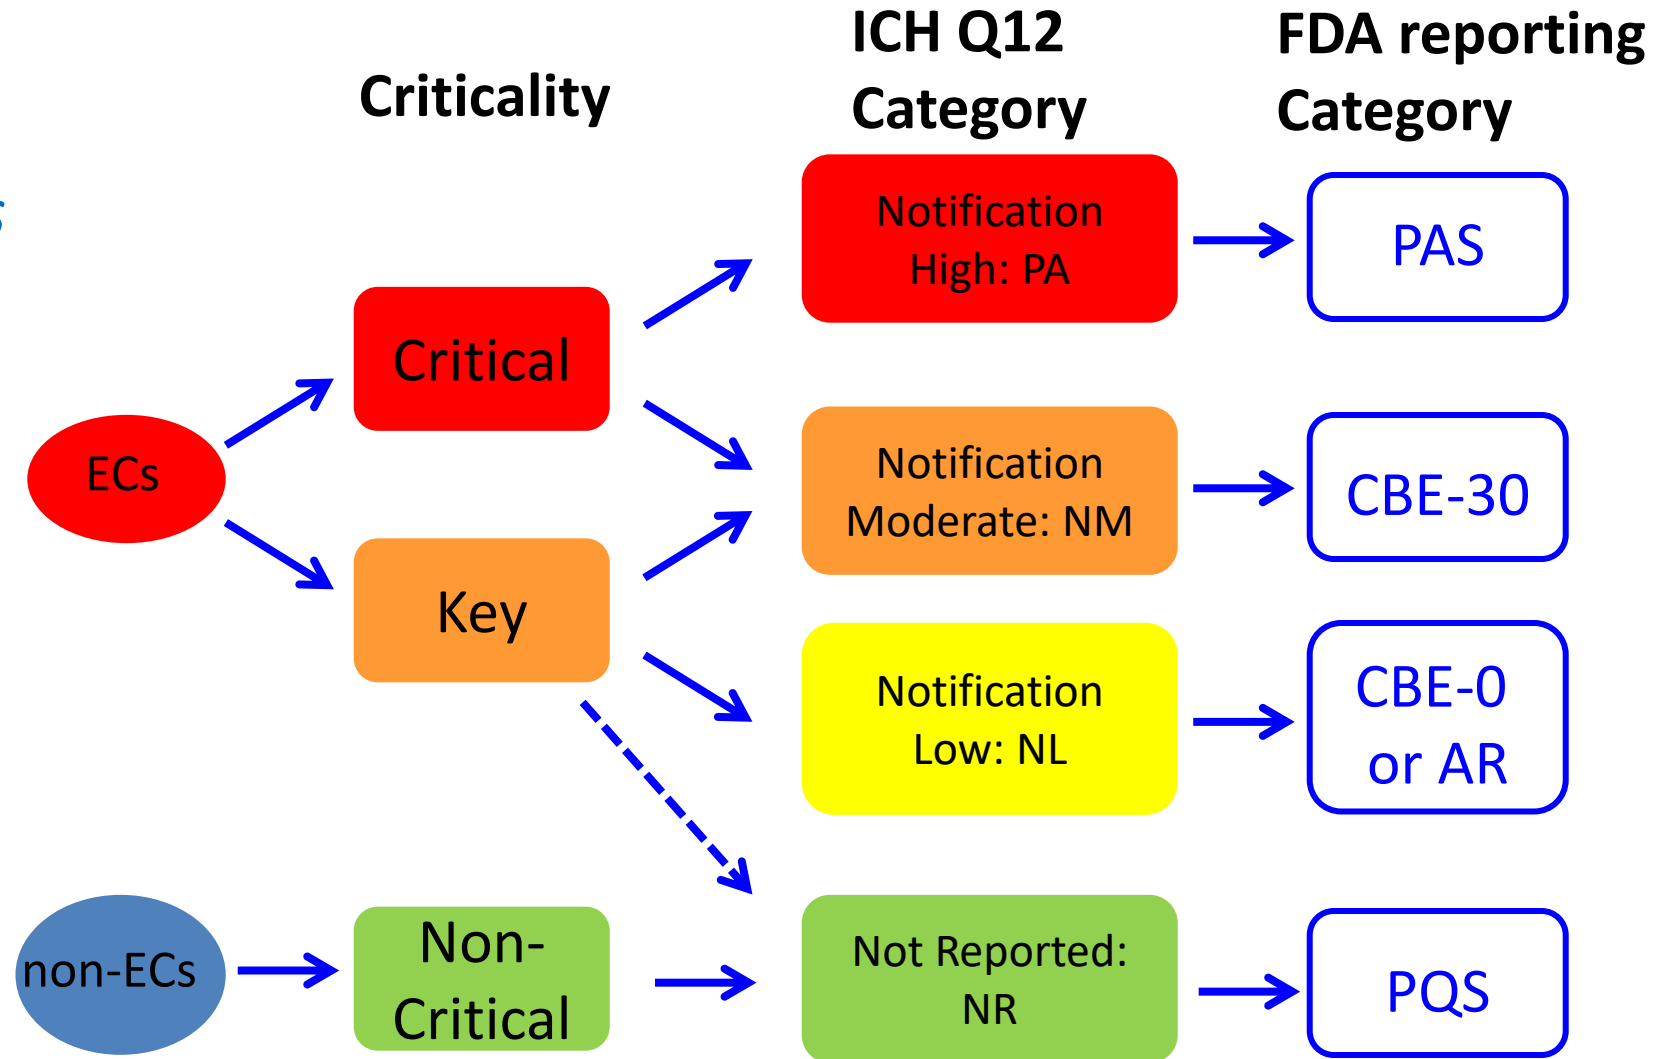 Criticality
ICH Q12
Category
FDA reporting
Category
Notification
High: PA
PAS
Critical
ECs
Notification
Moderate: NM
CBE-30
Key
Notification
Low: NL
CBE-0
or AR
non-ECs
Non-
Critical
Not Reported:
NR
PQS